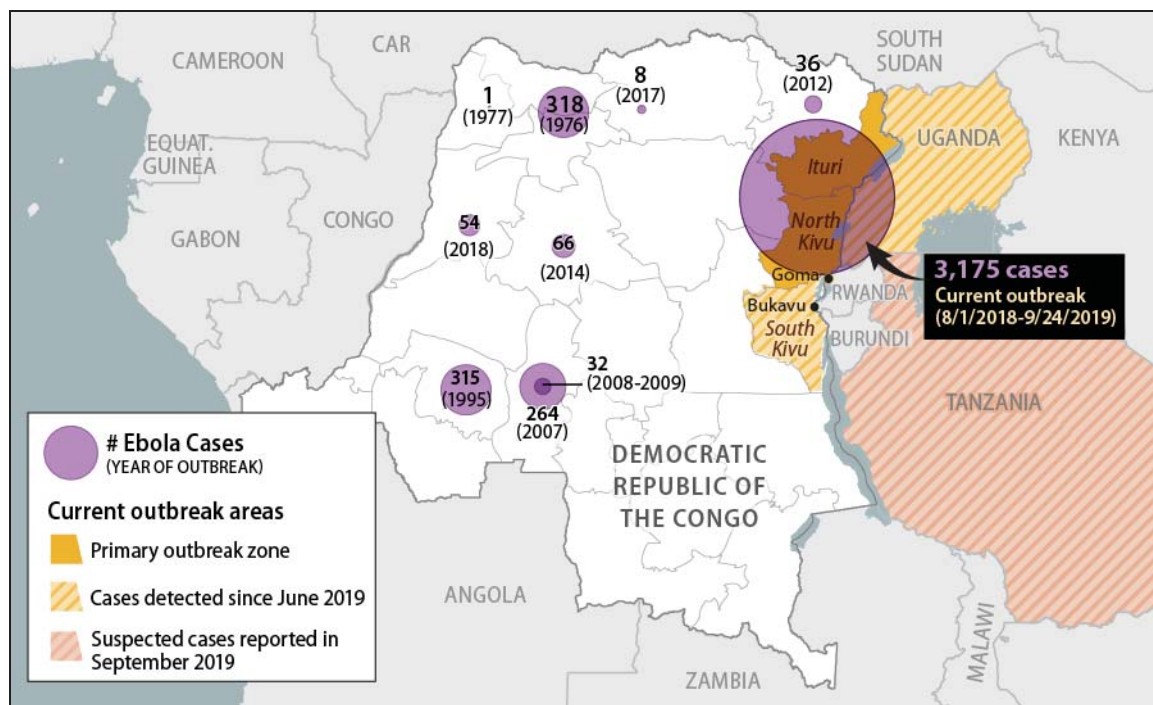 CAMEROON
CAR
SOUTH
SUDAN
1
(1977)
318
(1976)
8
(2017)
36
(2012)
EQUAT.
GUINEA
UGANDA
KENYA
Ituri
GABON
CONGO
54
(2018)
66
(2014)
North
Kivu
Goma
3,175 cases
Current outbreak
(8/1/2018-9/24/2019)
RWANDA
Bukavu
South
Kivu
BURUNDI
315
(1995)
32
(2008-2009)
264
(2007)
TANZANIA
DEMOCRATIC
REPUBLIC OF
THE CONGO
# Ebola Cases
(YEAR OF OUTBREAK)
Current outbreak areas
Primary outbreak zone
Cases detected since June 2019
Suspected cases reported in
September 2019
ANGOLA
ZAMBIA
MALAWI